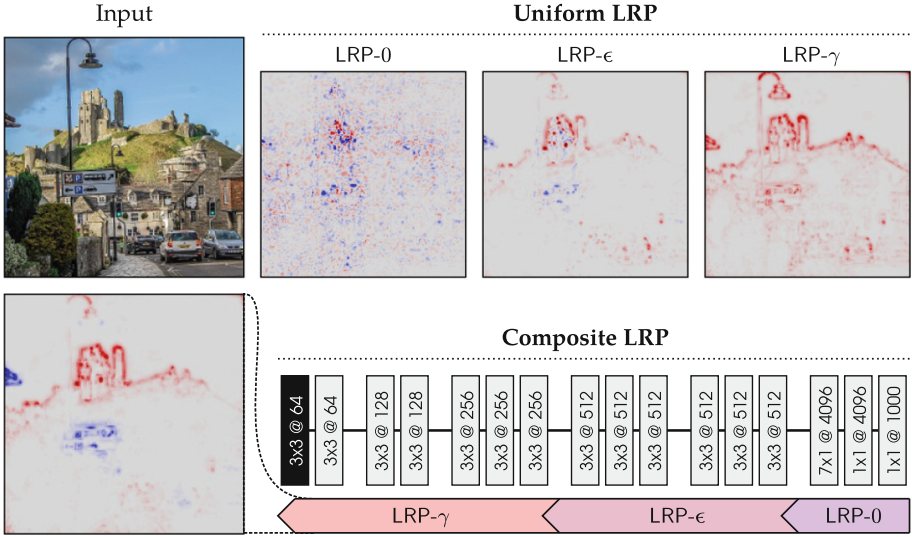 Input
Uniform LRP
LRP-0
LRP-ϵ
LRP-γ
P
P
Composite LRP
3x3 @ 64
3x3 @ 64
3x3 @ 128
3x3 @ 128
3x3 @ 256
3x3 @ 256
3x3 @ 256
3x3 @ 512
3x3 @ 512
3x3 @ 512
3x3 @ 512
3x3 @ 512
3x3 @ 512
7x1 @ 4096
1x1 @ 4096
1x1 @ 1000
LRP-γ
LRP-ϵ
LRP-0